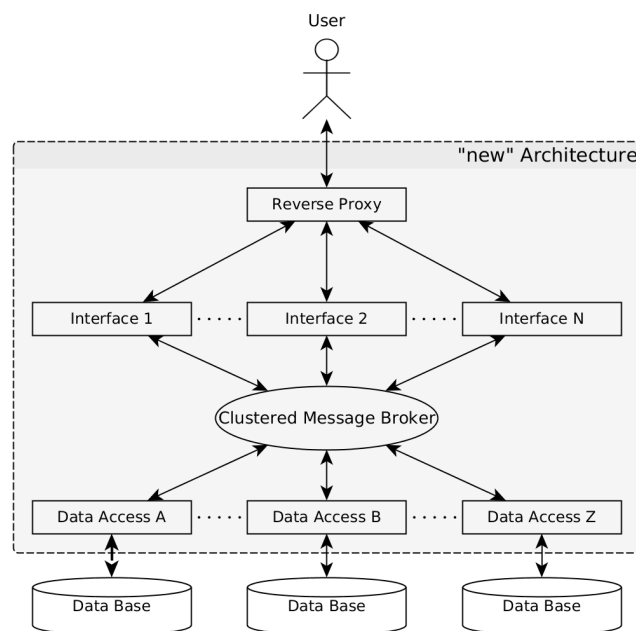 User
"new" Architecture
Reverse Proxy
Interface 1
Interface 2
Interface N
Clustered Message Broker
Data Access A
Data Access B
Data Access Z
Data Base
Data Base
Data Base